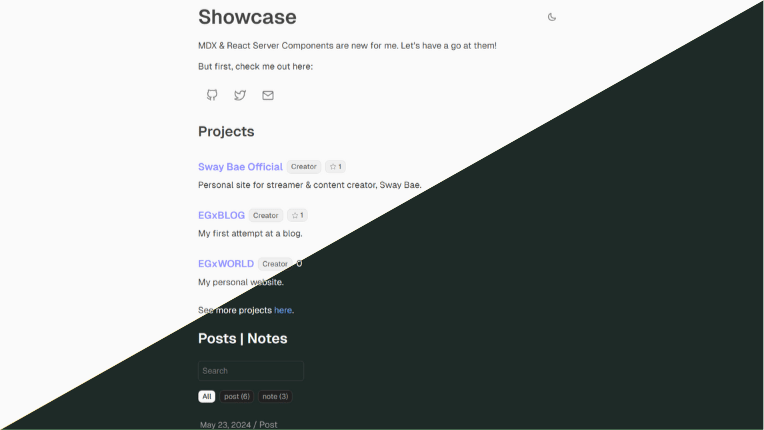 Showcase
MDX & React Server Components are new for me. Let's have a go at them!
But first, check me out here:
Projects
Sway Bae Official Creator ☆ 1
Personal site for streamer & content creator, Sway Bae.
EGxBLOG Creator ☆ 1
My first attempt at a blog.
EGxWORLD Creator 0
My personal website.
See more projects here.
Posts | Notes
Search
All post (6) note (3)
May 23, 2024 / Post